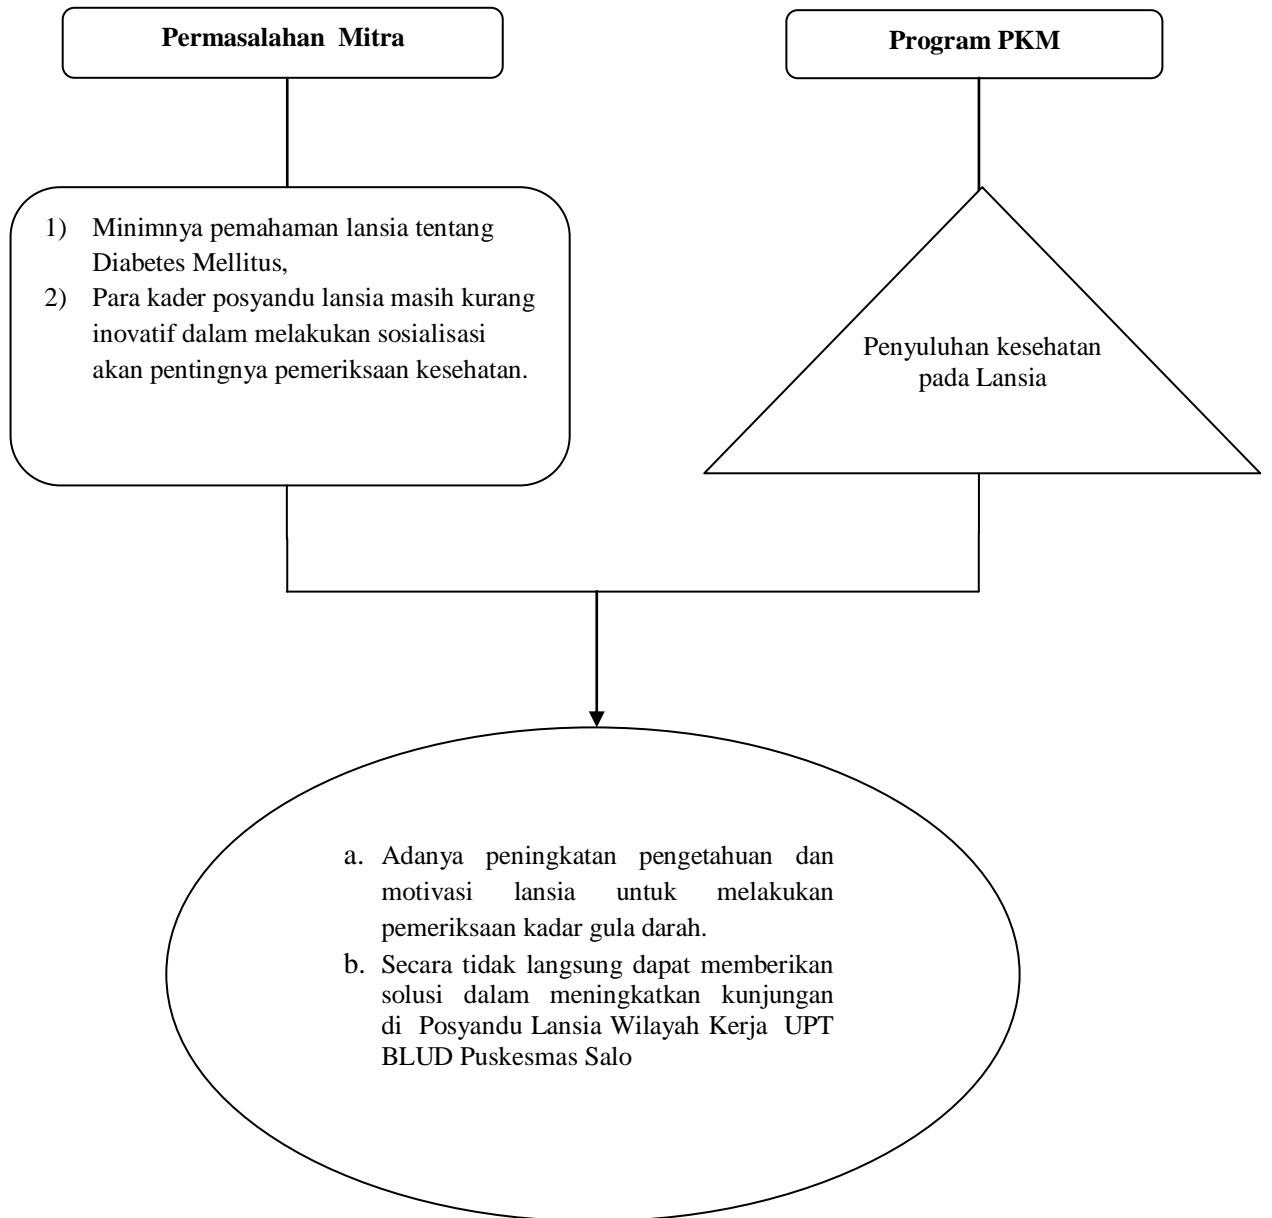 Permasalahan Mitra
Program PKM
1) Minimnya pemahaman lansia tentang
Diabetes Mellitus,
2) Para kader posyandu lansia masih kurang
inovatif dalam melakukan sosialisasi
akan pentingnya pemeriksaan kesehatan.
Penyuluhan kesehatan
pada Lansia
a. Adanya peningkatan pengetahuan dan
motivasi lansia untuk melakukan
pemeriksaan kadar gula darah.
b. Secara tidak langsung dapat memberikan
solusi dalam meningkatkan kunjungan
di Posyandu Lansia Wilayah Kerja UPT
BLUD Puskesmas Salo